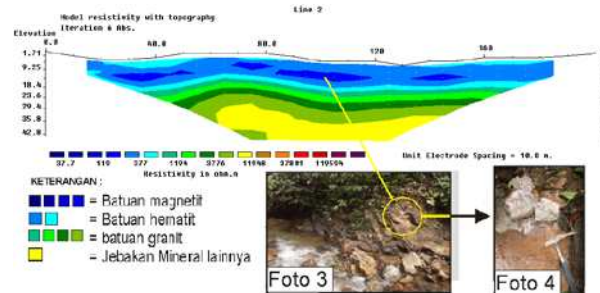 Line 2
Model resistivity with topography
Iteration 6 Abs.
Elevation
0.0 40.0 80.0 120 160
1.71
9.25
18.4
23.6
29.4
35.0
42.0
37.7 119 377 1194 3776 11948 37801 119594
Resistivity in ohm.m
Unit Electrode Spacing = 10.0 m.
KETERANGAN :
= Batuan magnetit
= Batuan hematit
= batuan granit
= Jebakan Mineral lainnya
Foto 3
Foto 4